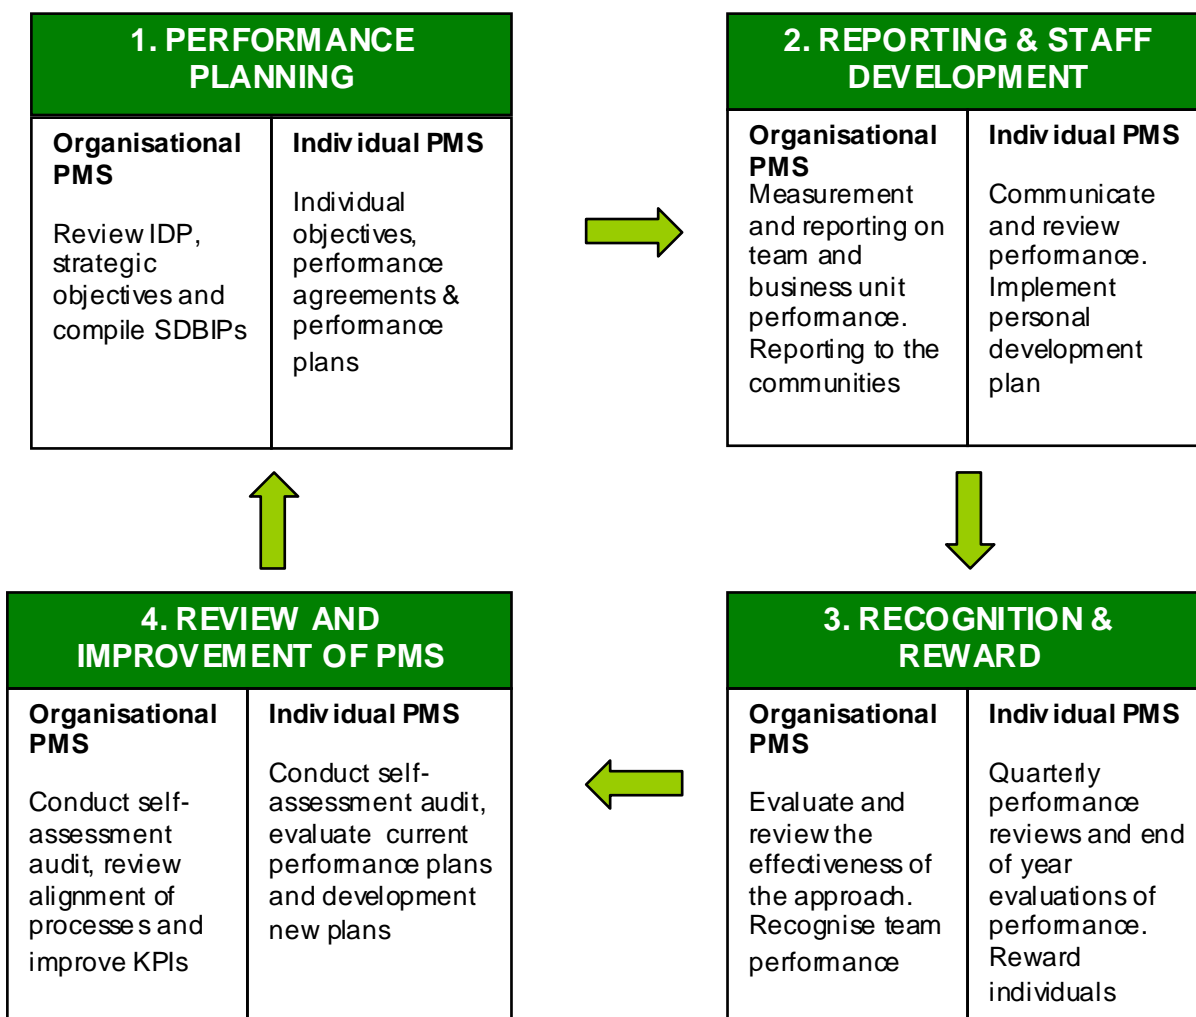 1. PERFORMANCE
PLANNING
Organisational
PMS
Review IDP,
strategic
objectives and
compile SDBIPs
Individual PMS
Individual
objectives,
performance
agreements &
performance
plans
2. REPORTING & STAFF
DEVELOPMENT
Organisational
PMS
Measurement
and reporting on
team and
business unit
performance.
Reporting to the
communities
Individual PMS
Communicate
and review
performance.
Implement
personal
development
plan
3. RECOGNITION &
REWARD
Organisational
PMS
Evaluate and
review the
effectiveness of
the approach.
Recognise team
performance
Individual PMS
Quarterly
performance
reviews and end
of year
evaluations of
performance.
Reward
individuals
4. REVIEW AND
IMPROVEMENT OF PMS
Organisational
PMS
Conduct self-
assessment
audit, review
alignment of
processes and
improve KPIs
Individual PMS
Conduct self-
assessment audit,
evaluate current
performance plans
and development
new plans